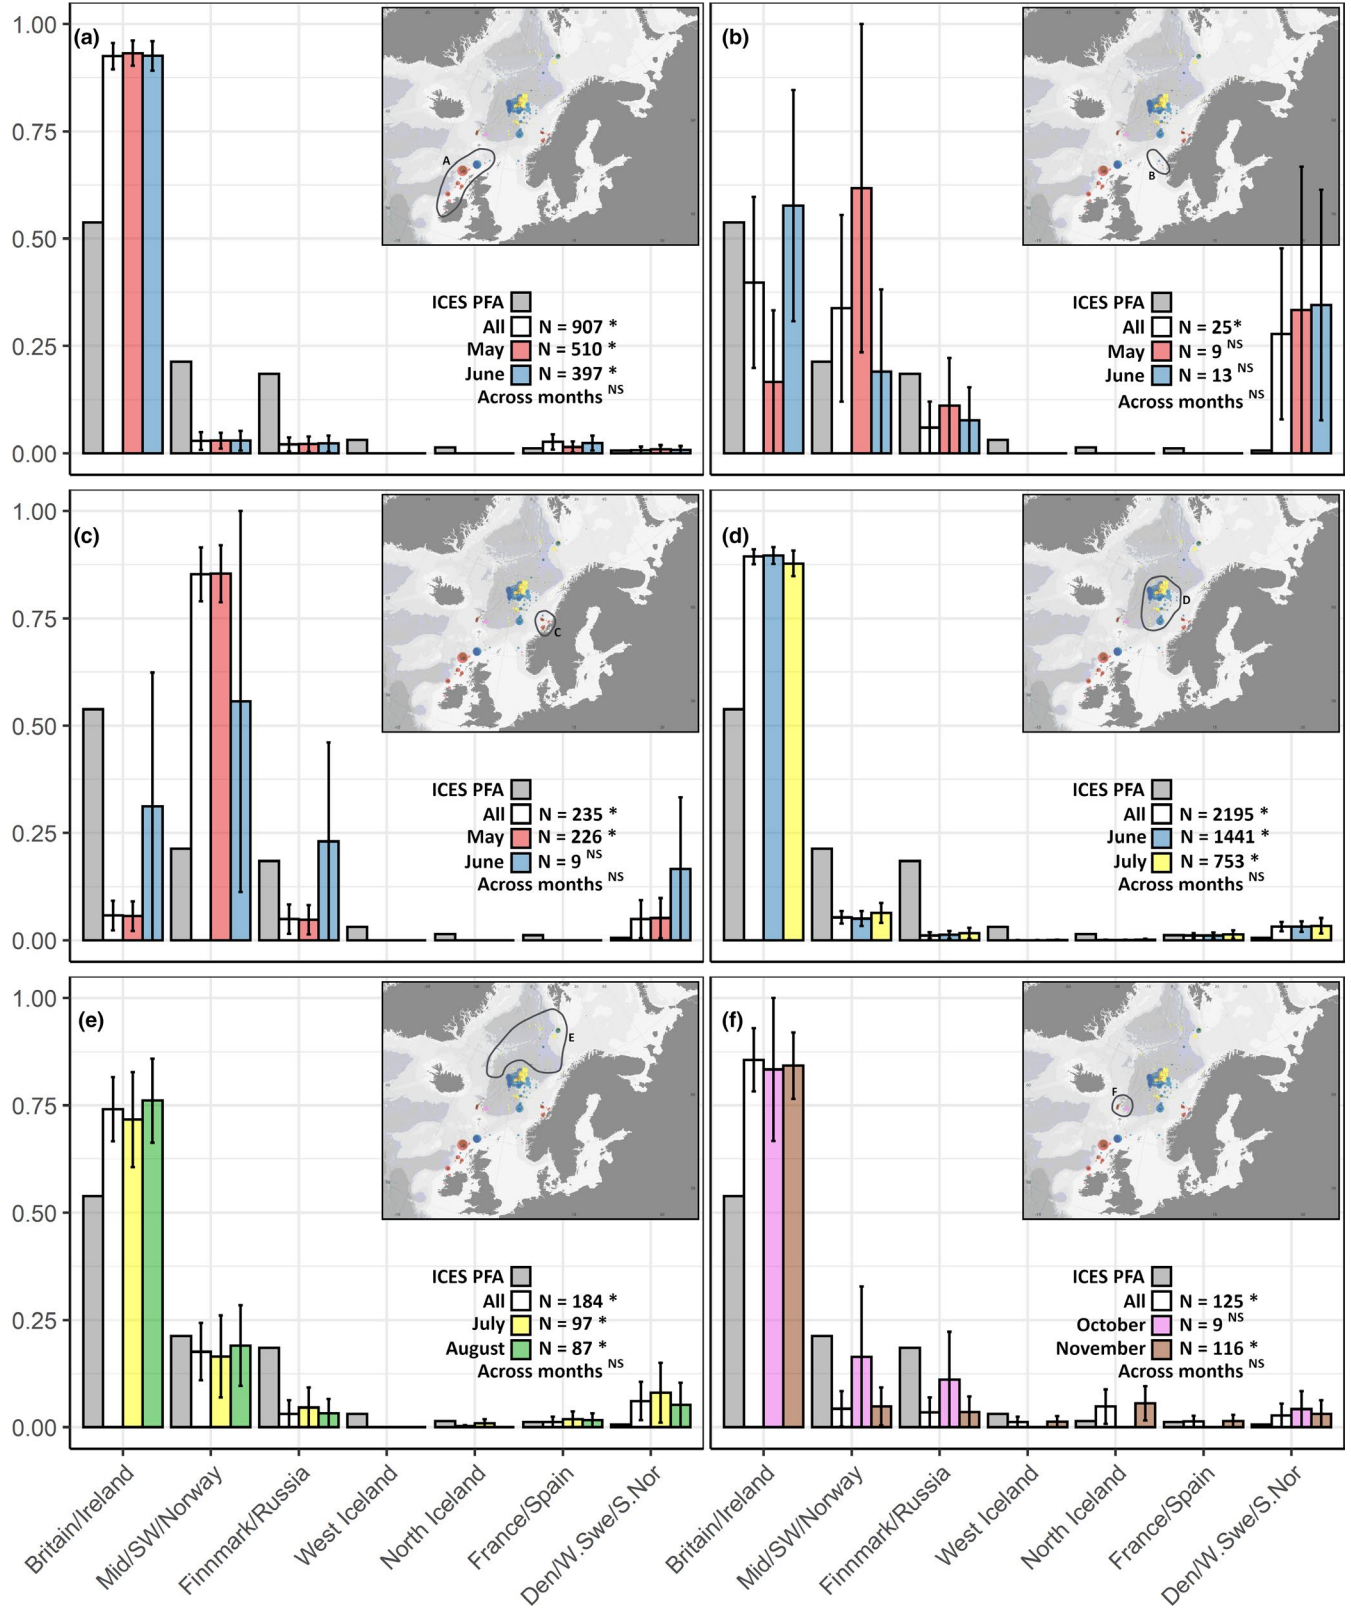 (a)
1.00
0.75
0.50
0.25
0.00
A
ICES PFA
All N = 907 *
May N = 510 *
June N = 397 *
Across months NS
(b)
B
ICES PFA
All N = 25*
May N = 9 NS
June N = 13 NS
Across months NS
(c)
1.00
0.75
0.50
0.25
0.00
C
ICES PFA
All N = 235 *
May N = 226 *
June N = 9 NS
Across months NS
(d)
D
ICES PFA
All N = 2195 *
June N = 1441 *
July N = 753 *
Across months NS
(e)
1.00
0.75
0.50
0.25
0.00
E
ICES PFA
All N = 184 *
July N = 97 *
August N = 87 *
Across months NS
(f)
F
ICES PFA
All N = 125 *
October N = 9 NS
November N = 116 *
Across months NS
Britain/Ireland
Mid/SW/Norway
Finnmark/Russia
West Iceland
North Iceland
France/Spain
Den/W.Swe/S.Nor
Britain/Ireland
Mid/SW/Norway
Finnmark/Russia
West Iceland
North Iceland
France/Spain
Den/W.Swe/S.Nor